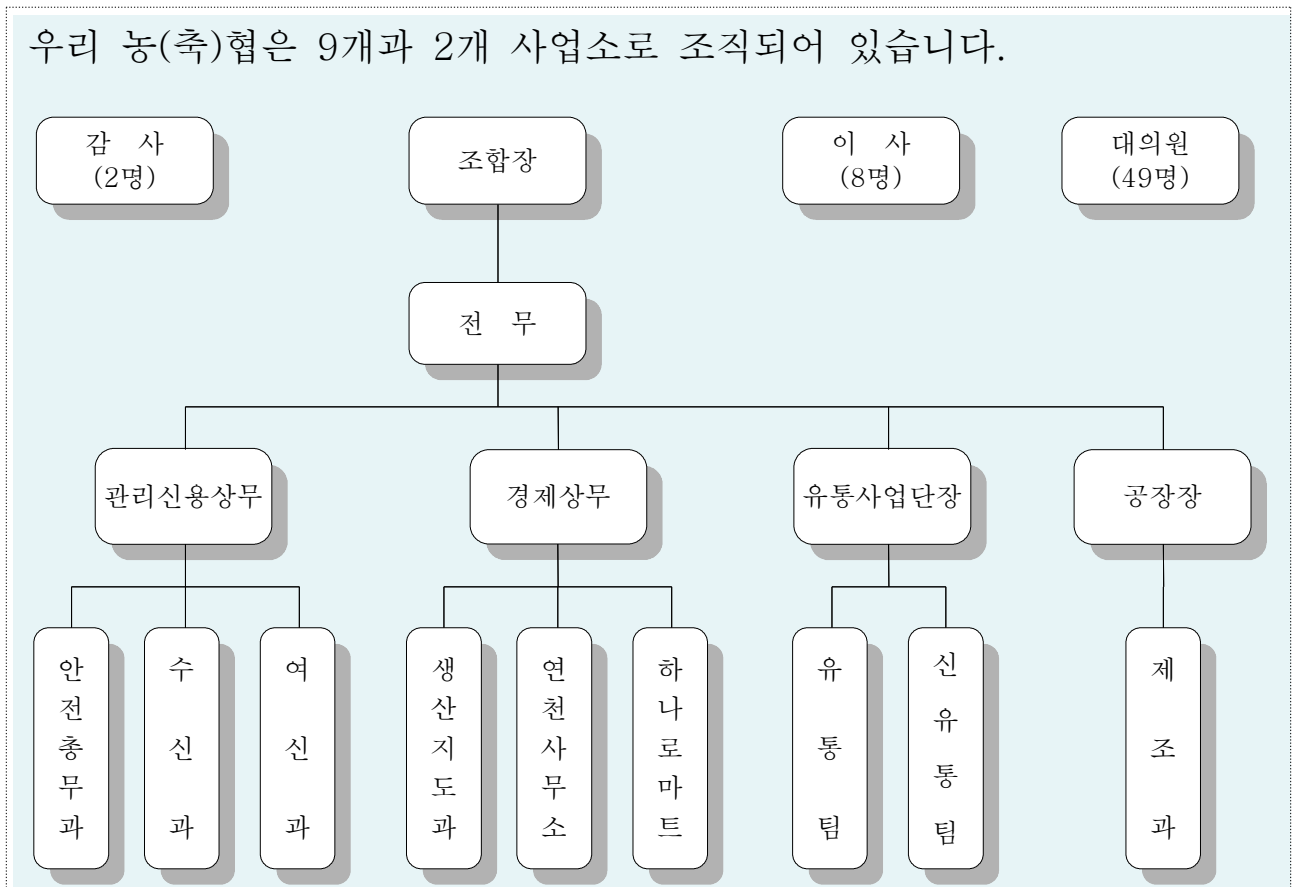 우리 농(축)협은 9개과 2개 사업소로 조직되어 있습니다.
감 사
(2명)
조합장
이 사
(8명)
대의원
(49명)
전 무
관리신용상무
경제상무
유통사업단장
공장장
안전총무과
수신과
여신과
생산지도과
연천사무소
하나로마트
유통팀
신유통팀
제조과